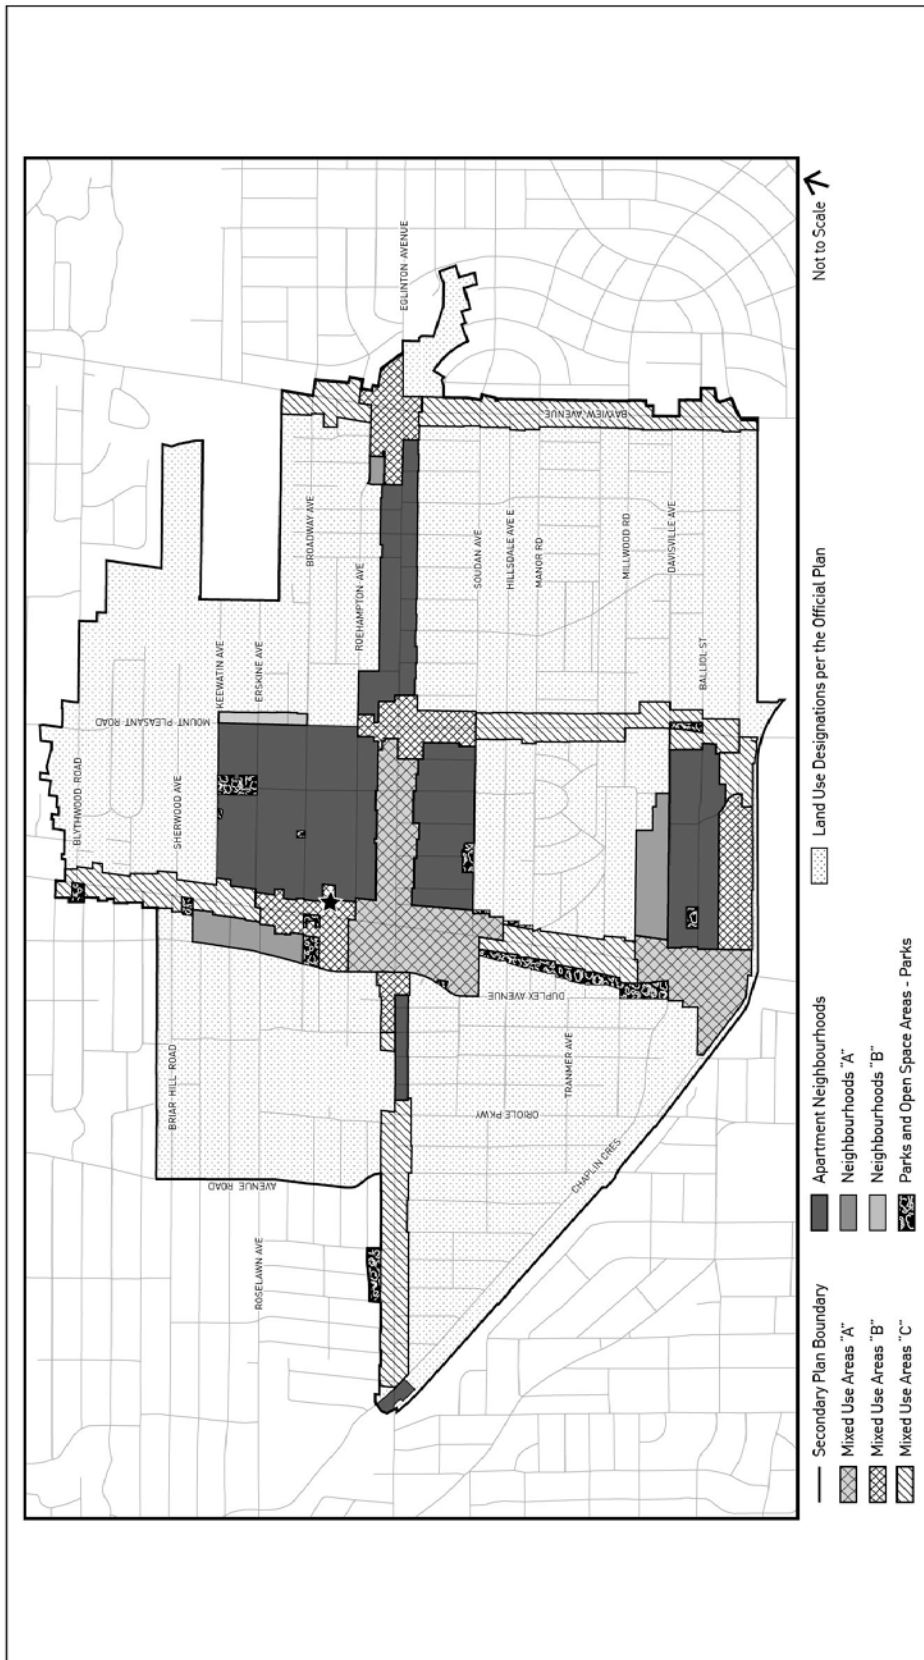 BLYTHWOOD ROAD
SHERWOOD AVE
MOUNT PLEASANT ROAD
KEEWATIN AVE
ERSKINE AVE
BROADWAY AVE
ROEHAMPTON AVE
EGLINTON AVENUE
BRIAR HILL ROAD
AVENUE ROAD
ROSELAWN AVE
DUPLEX AVENUE
ORIOLE PKWY
TRANMER AVE
CHAPLIN CRES
SOUDAN AVE
HILLSDALE AVE E
MANOR RD
BAYVIEW AVENUE
MILLWOOD RD
DAVISVILLE AVE
BALLIOL ST
Secondary Plan Boundary
Mixed Use Areas "A"
Mixed Use Areas "B"
Mixed Use Areas "C"
Apartment Neighbourhoods
Neighbourhoods "A"
Neighbourhoods "B"
Parks and Open Space Areas - Parks
Land Use Designations per the Official Plan
Not to Scale